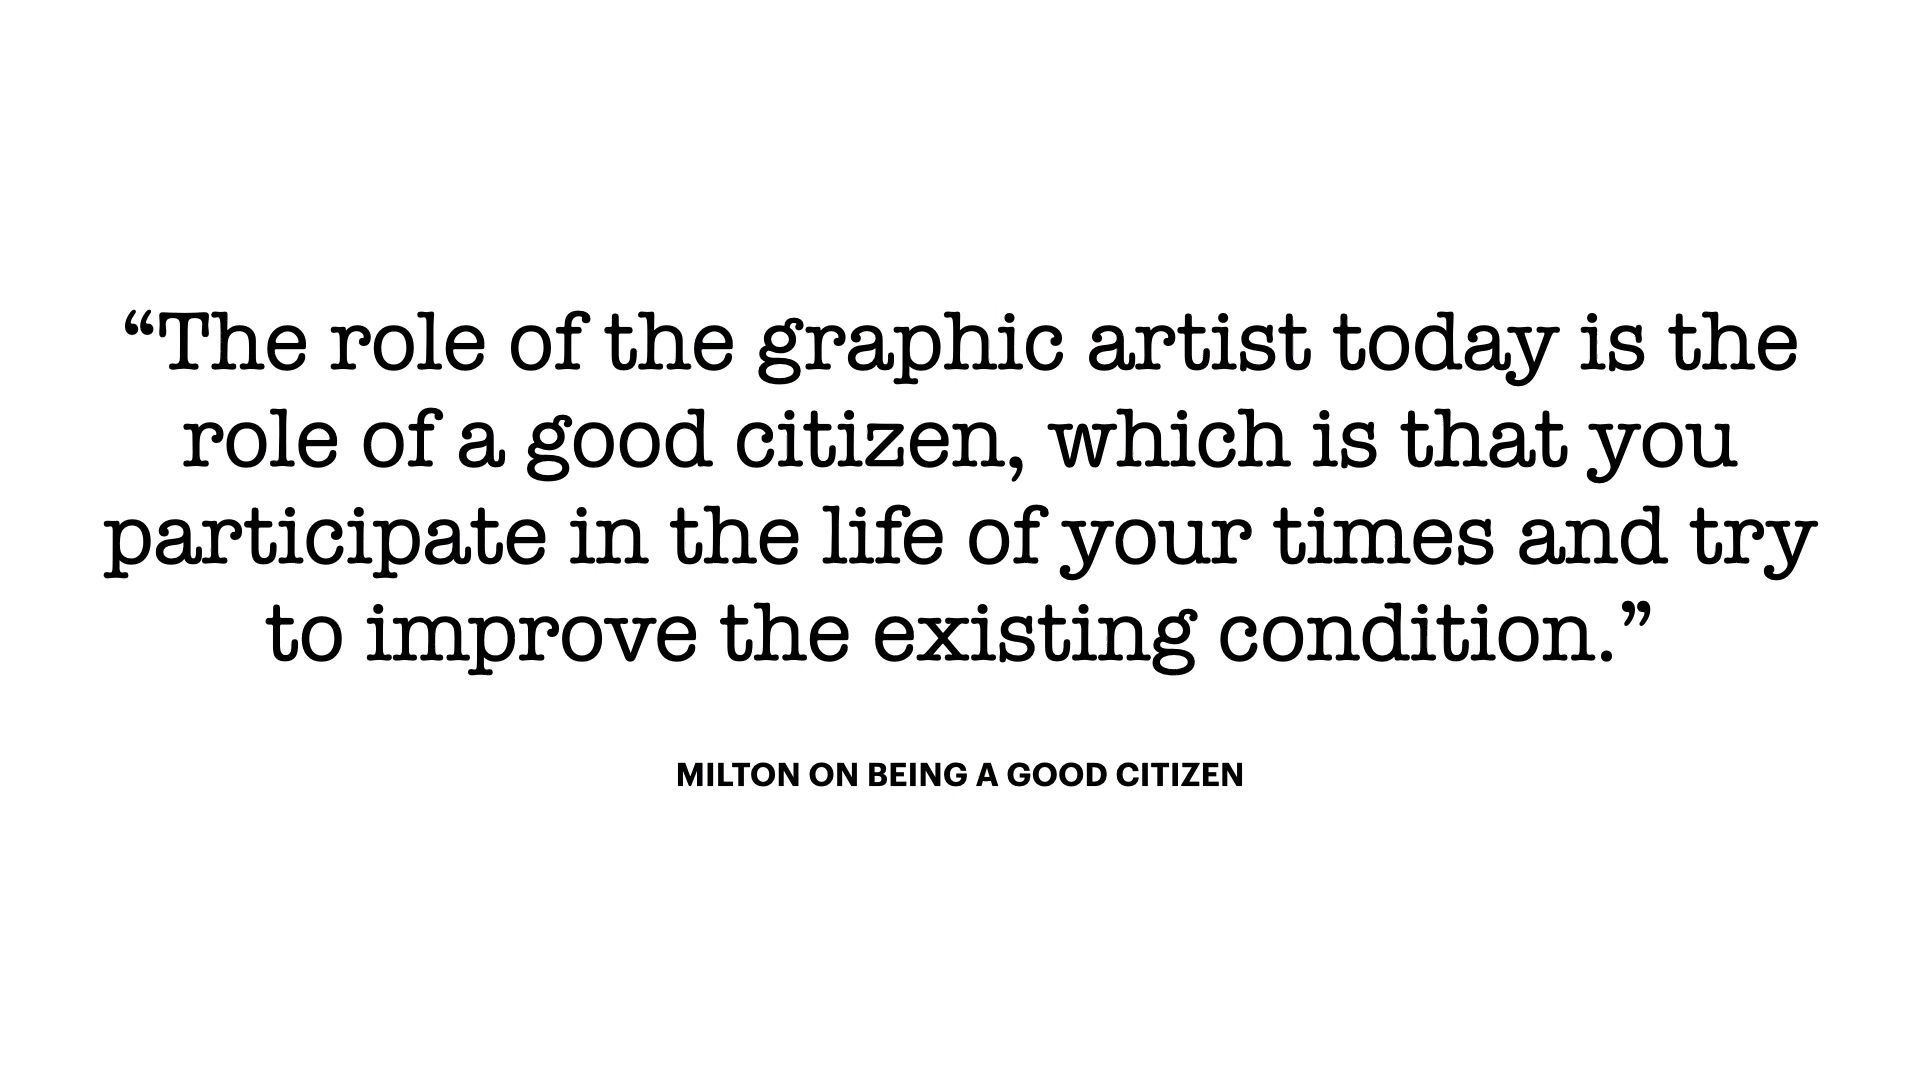 “The role of the graphic artist today is the
role of a good citizen, which is that you
participate in the life of your times and try
to improve the existing condition.”
MILTON ON BEING A GOOD CITIZEN